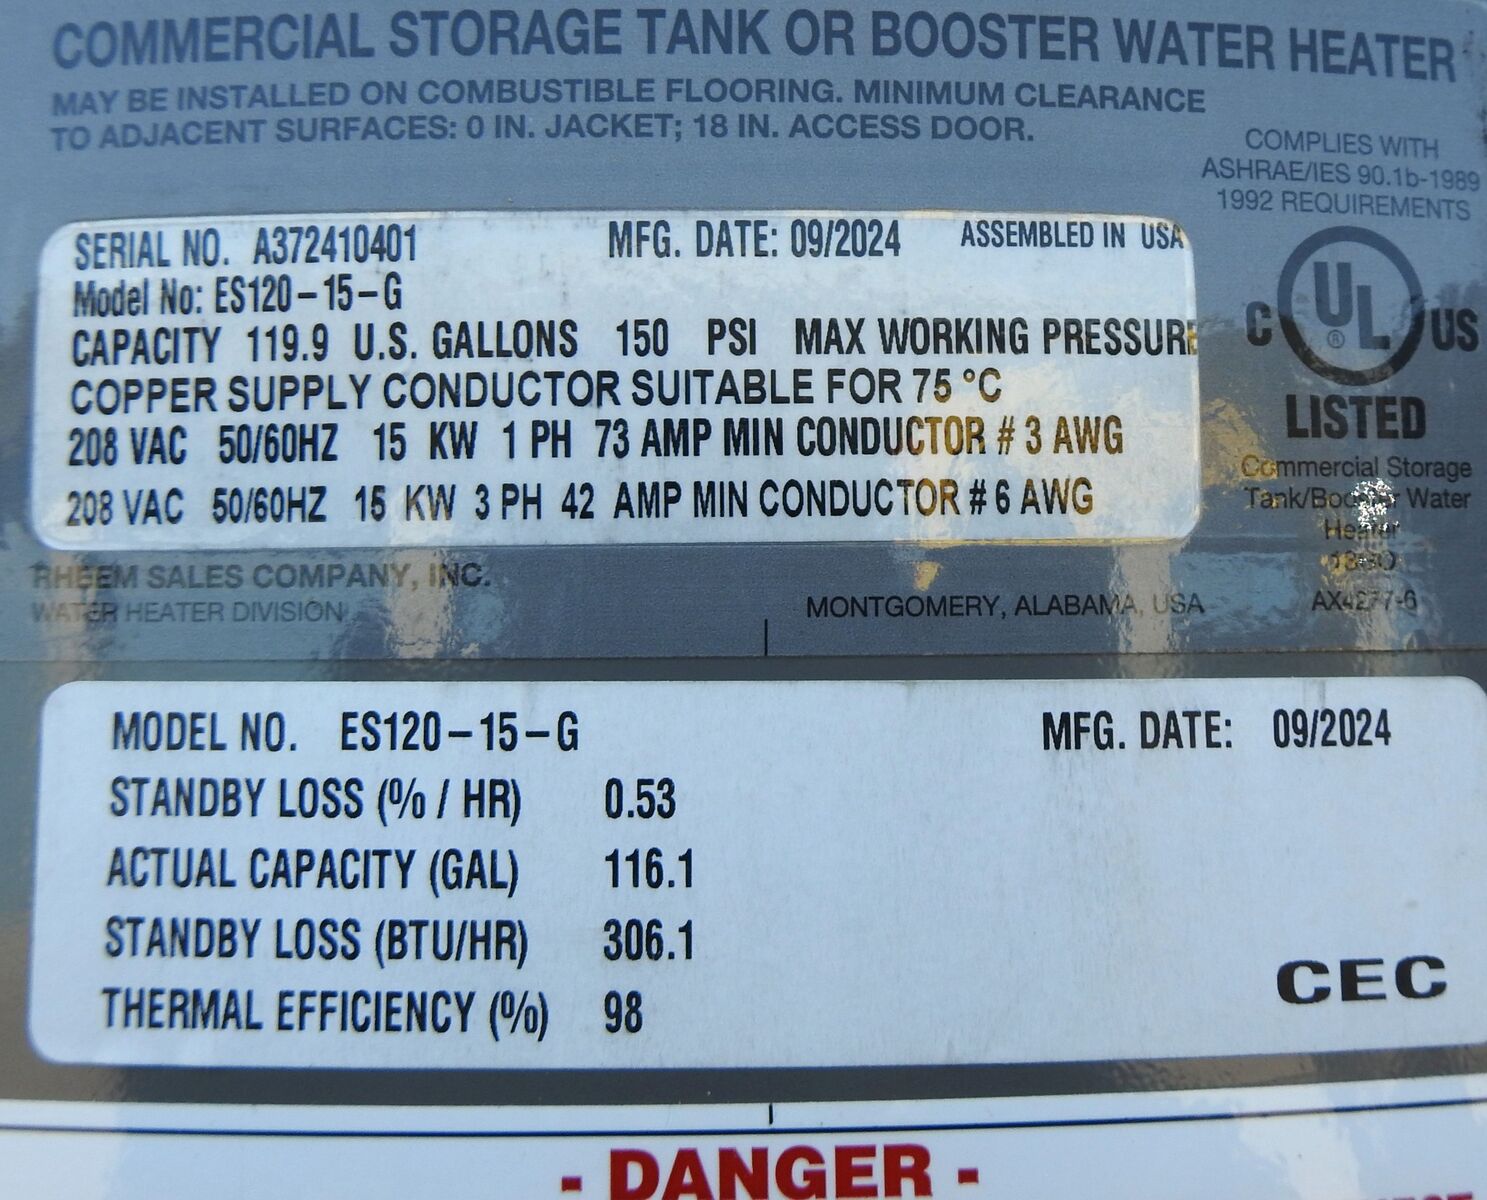 COMMERCIAL STORAGE TANK OR BOOSTER WATER HEATER
MAY BE INSTALLED ON COMBUSTIBLE FLOORING. MINIMUM CLEARANCE
TO ADJACENT SURFACES: 0 IN. JACKET; 18 IN. ACCESS DOOR.
COMPLIES WITH
ASHRAE/IES 90.1b-1989
1992 REQUIREMENTS
SERIAL NO. A372410401 MFG. DATE: 09/2024 ASSEMBLED IN USA
Model No: ES120-15-G
CAPACITY 119.9 U.S. GALLONS 150 PSI MAX WORKING PRESSURE
COPPER SUPPLY CONDUCTOR SUITABLE FOR 75 °C
208 VAC 50/60HZ 15 KW 1 PH 73 AMP MIN CONDUCTOR # 3 AWG
208 VAC 50/60HZ 15 KW 3 PH 42 AMP MIN CONDUCTOR # 6 AWG
C UL ® US
LISTED
Commercial Storage
Tank/Booster Water
Heater
RHEEM SALES COMPANY, INC.
WATER HEATER DIVISION
MONTGOMERY, ALABAMA, USA
AX4277-6
MODEL NO. ES120-15-G MFG. DATE: 09/2024
STANDBY LOSS (% / HR) 0.53
ACTUAL CAPACITY (GAL) 116.1
STANDBY LOSS (BTU/HR) 306.1
THERMAL EFFICIENCY (%) 98
CEC
- DANGER -